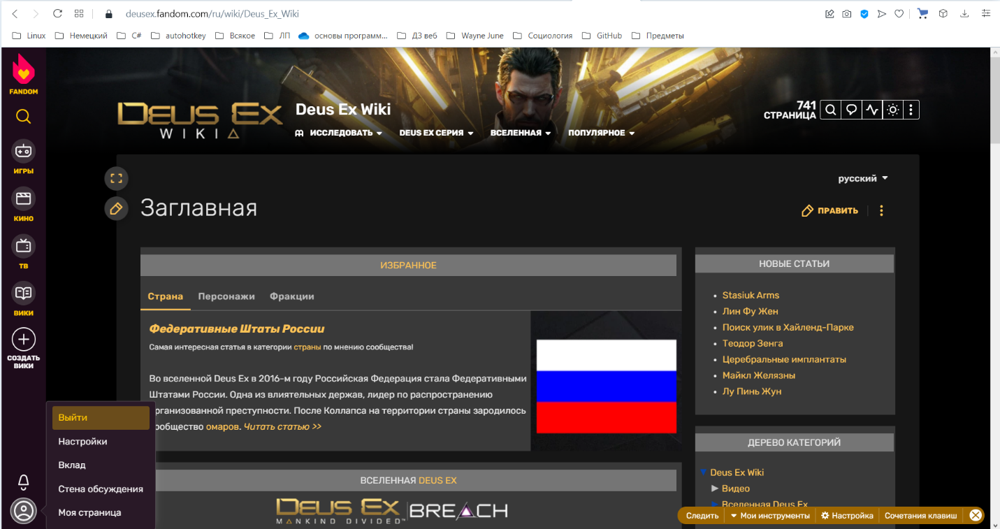 deusex.fandom.com/ru/wiki/Deus_Ex_Wiki
Linux Немецкий C# autohotkey Всякое ЛП основы программ... ДЗ веб Wayne June Социология GitHub Предметы
FANDOM
ИГРЫ
КИНО
ТВ
ВИКИ
СОЗДАТЬ
ВИКИ
DEUS EX
WIKIA
Deus Ex Wiki
ИССЛЕДОВАТЬ DEUS EX СЕРИЯ ВСЕЛЕННАЯ ПОПУЛЯРНОЕ
741
СТРАНИЦА
русский
Заглавная
ПРАВИТЬ
ИЗБРАННОЕ
Страна Персонажи Фракции
Федеративные Штаты России
Самая интересная статья в категории страны по мнению сообщества!
Во вселенной Deus Ex в 2016-м году Российская Федерация стала Федеративными
Штатами России. Одна из влиятельных держав, лидер по распространению
рганизованной преступности. После Коллапса на территории страны зародилось
ообщество омаров. Читать статью >>
ВСЕЛЕННАЯ DEUS EX
DEUS EX BREACH
MANKIND DIVIDED™
НОВЫЕ СТАТЬИ
Stasiuk Arms
Лин Фу Жен
Поиск улик в Хайленд-Парке
Теодор Зенга
Церебральные имплантаты
Майкл Желязны
Лу Пинь Жун
ДЕРЕВО КАТЕГОРИЙ
Deus Ex Wiki
Видео
Вселенная Deus Ex
Выйти
Настройки
Вклад
Стена обсуждения
Моя страница
Следить Мои инструменты Настройка Сочетания клавиш